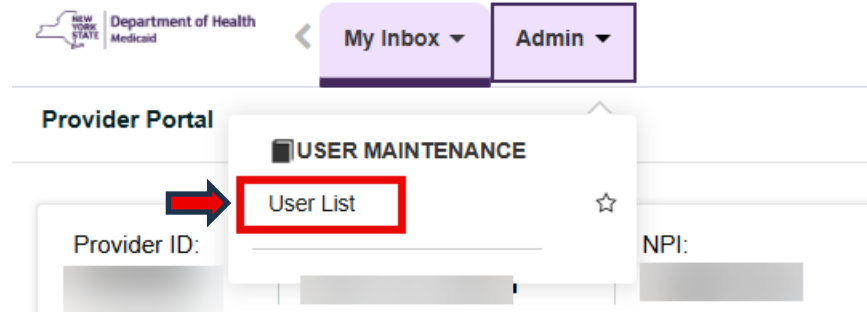 NEW YORK STATE
Department of Health
Medicaid
My Inbox
Admin
Provider Portal
USER MAINTENANCE
User List
Provider ID:
NPI: